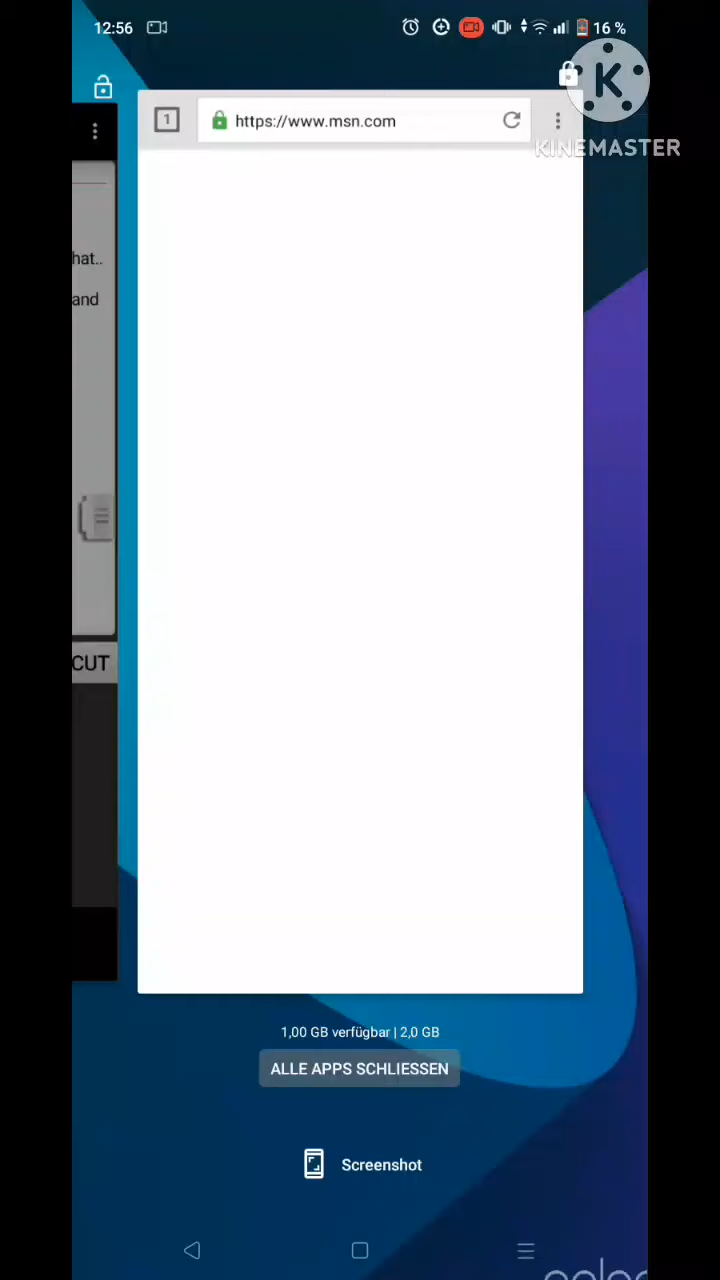 12:56
16 %
K
KINEMASTER
1
https://www.msn.com
hat..
and
CUT
1,00 GB verfügbar | 2,0 GB
ALLE APPS SCHLIESSEN
Screenshot